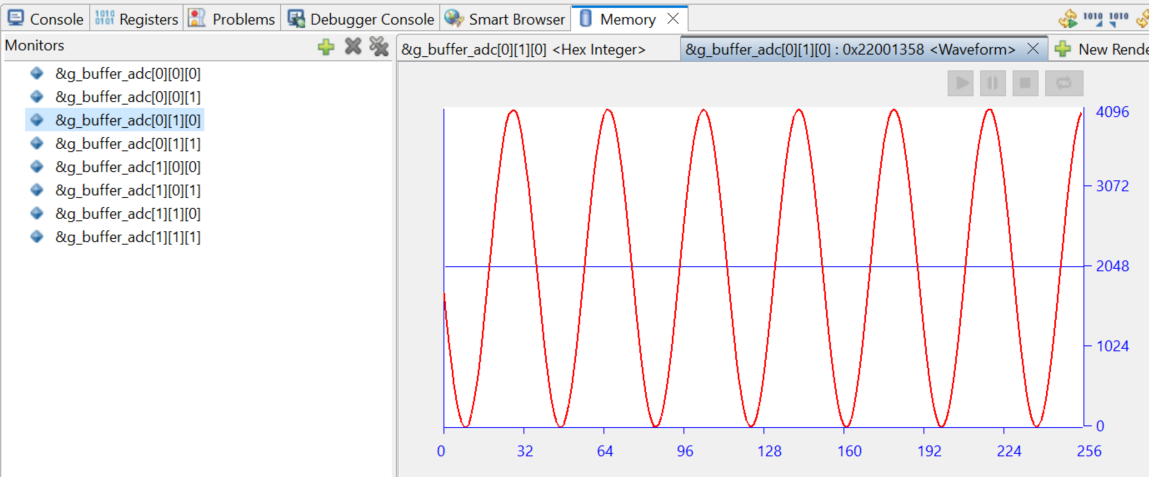 Console Registers Problems Debugger Console Smart Browser Memory
Monitors
&g_buffer_adc[0][0][0]
&g_buffer_adc[0][0][1]
&g_buffer_adc[0][1][0]
&g_buffer_adc[0][1][1]
&g_buffer_adc[1][0][0]
&g_buffer_adc[1][0][1]
&g_buffer_adc[1][1][0]
&g_buffer_adc[1][1][1]
&g_buffer_adc[0][1][0] <Hex Integer> &g_buffer_adc[0][1][0] : 0x22001358 <Waveform> New Rende
4096
3072
2048
1024
0
0 32 64 96 128 160 192 224 256